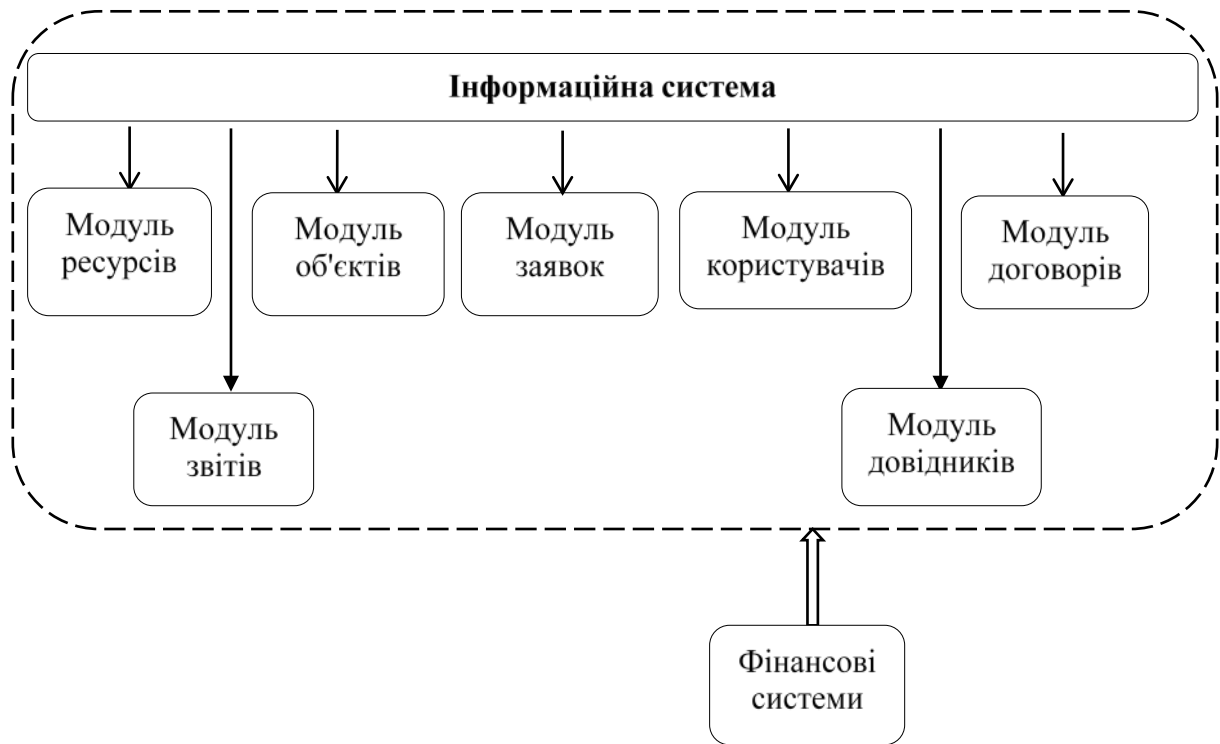 Інформаційна система
Модуль
ресурсів
Модуль
об'єктів
Модуль
заявок
Модуль
користувачів
Модуль
договорів
Модуль
звітів
Модуль
довідників
Фінансові
системи